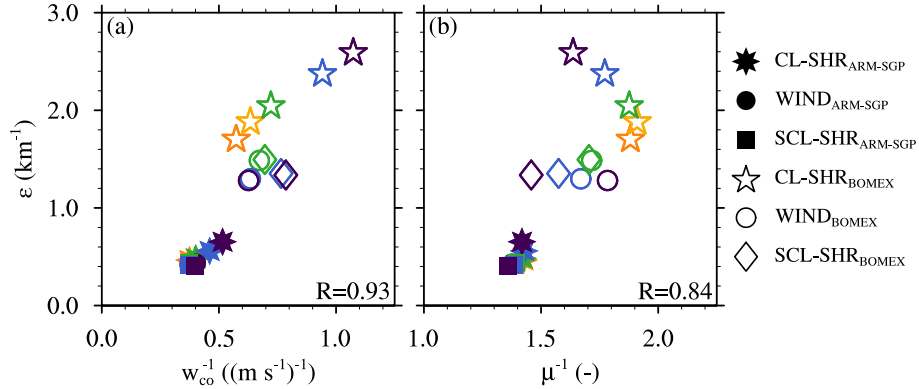 (a)
(b)
ε (km⁻¹)
3.0
2.0
1.0
0.0
R=0.93
R=0.84
0.0 0.5 1.0
1.0 1.5 2.0
w_co⁻¹ ((m s⁻¹)⁻¹)
μ⁻¹ (-)
CL-SHR_ARM-SGP
WIND_ARM-SGP
SCL-SHR_ARM-SGP
CL-SHR_BOMEX
WIND_BOMEX
SCL-SHR_BOMEX